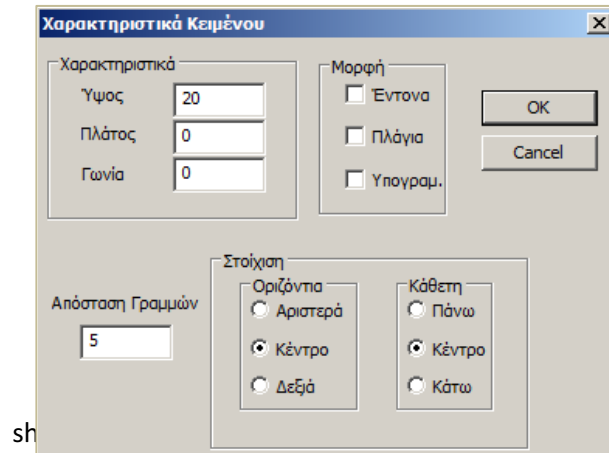 Χαρακτηριστικά Κειμένου
Χαρακτηριστικά
Ύψος 20
Πλάτος 0
Γωνία 0
Μορφή
Έντονα
Πλάγια
Υπογραμ.
OK
Cancel
Απόσταση Γραμμών
5
Στοίχιση
Οριζόντια
Αριστερά
Κέντρο
Δεξιά
Κάθετη
Πάνω
Κέντρο
Κάτω
sh